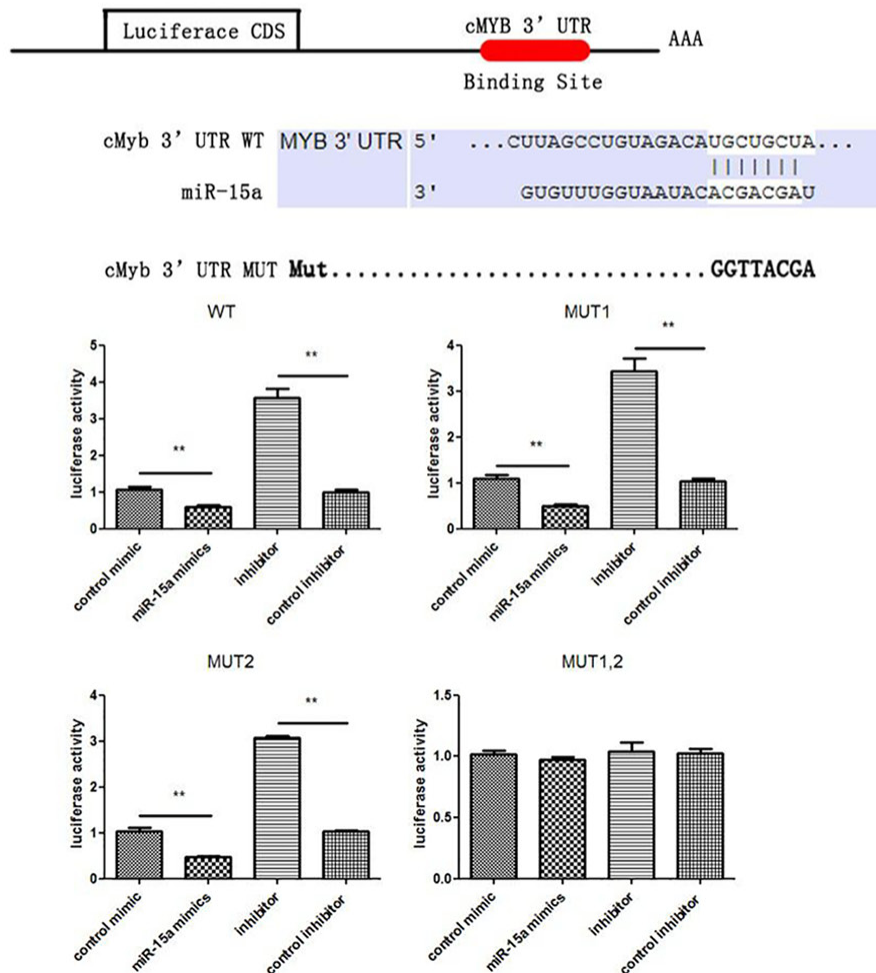 Luciferace CDS
cMYB 3' UTR
AAA
Binding Site
cMyb 3' UTR WT MYB 3' UTR 5' ...CUUAGCCUGUAGACAUGCUGCUA...
miR-15a 3' GUGUUUGGUAAUACACGACGAU
cMyb 3' UTR MUT Mut.............................GGTTACGA
WT
luciferase activity
5
4
3
2
1
0
**
**
control mimic
miR-15a mimics
inhibitor
control inhibitor
MUT1
luciferase activity
4
3
2
1
0
**
**
control mimic
miR-15a mimics
inhibitor
control inhibitor
MUT2
luciferase activity
4
3
2
1
0
**
**
control mimic
miR-15a mimics
inhibitor
control inhibitor
MUT1,2
luciferase activity
1.5
1.0
0.5
0.0
control mimic
miR-15a mimics
inhibitor
control inhibitor